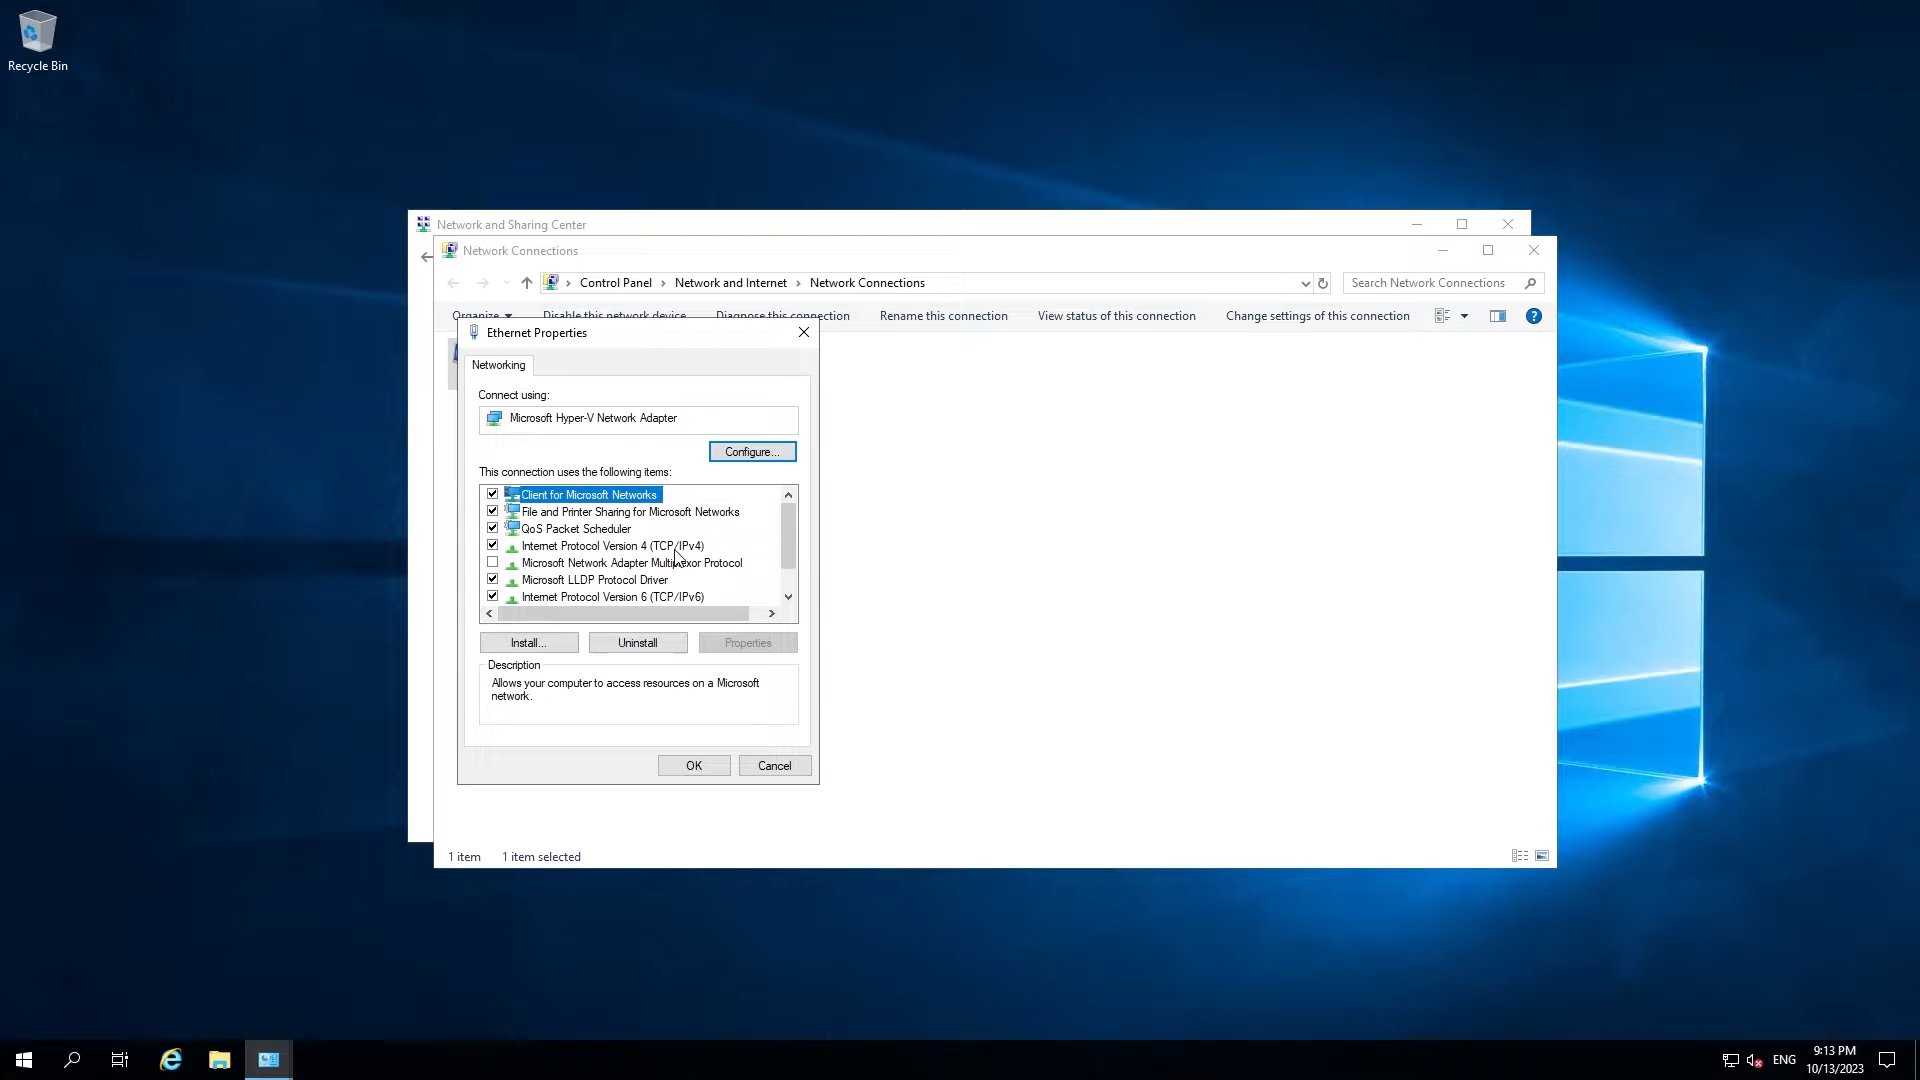 Recycle Bin
Network and Sharing Center
Network Connections
Control Panel Network and Internet Network Connections
Search Network Connections
Organize Disable this network device Diagnose this connection Rename this connection View status of this connection Change settings of this connection
Ethernet Properties
Networking
Connect using:
Microsoft Hyper-V Network Adapter
Configure...
This connection uses the following items:
Client for Microsoft Networks
File and Printer Sharing for Microsoft Networks
QoS Packet Scheduler
Internet Protocol Version 4 (TCP/IPv4)
Microsoft Network Adapter Multiplexor Protocol
Microsoft LLDP Protocol Driver
Internet Protocol Version 6 (TCP/IPv6)
Install... Uninstall Properties
Description
Allows your computer to access resources on a Microsoft
network.
OK Cancel
1 item 1 item selected
ENG
9:13 PM
10/13/2023